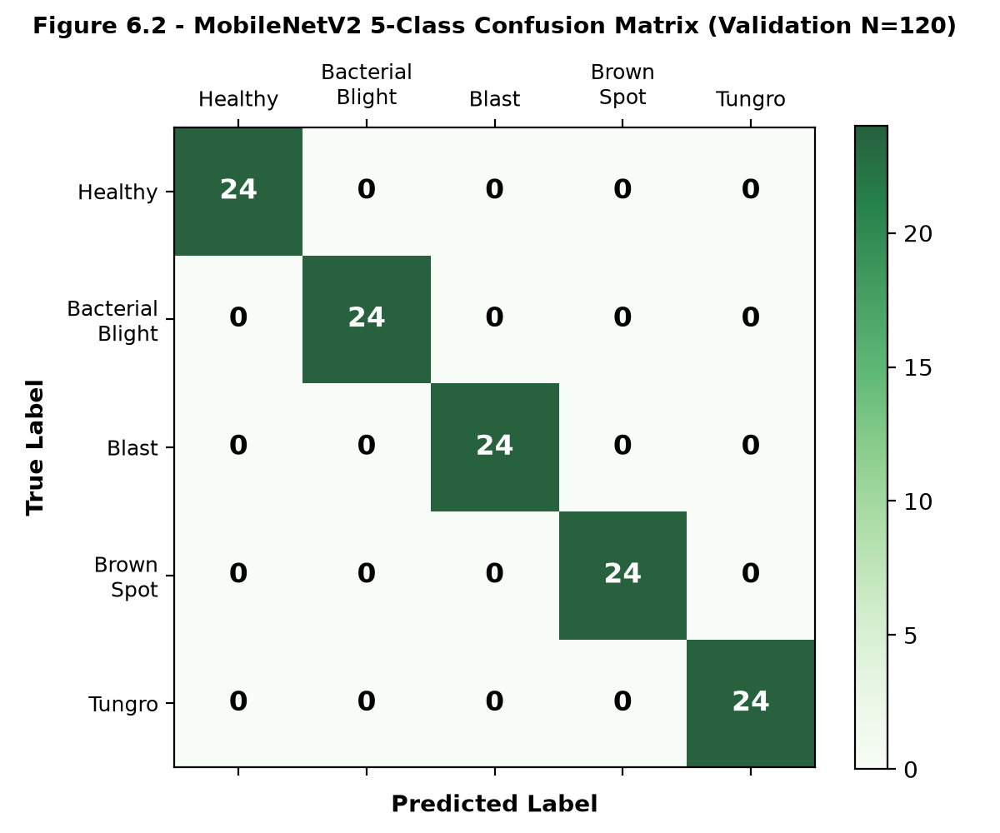 Figure 6.2 - MobileNetV2 5-Class Confusion Matrix (Validation N=120)
Healthy
Bacterial
Blight
Blast
Brown
Spot
Tungro
Healthy
24
0
0
0
0
Bacterial
Blight
0
24
0
0
0
Blast
0
0
24
0
0
Brown
Spot
0
0
0
24
0
Tungro
0
0
0
0
24
True Label
Predicted Label
20
15
10
5
0